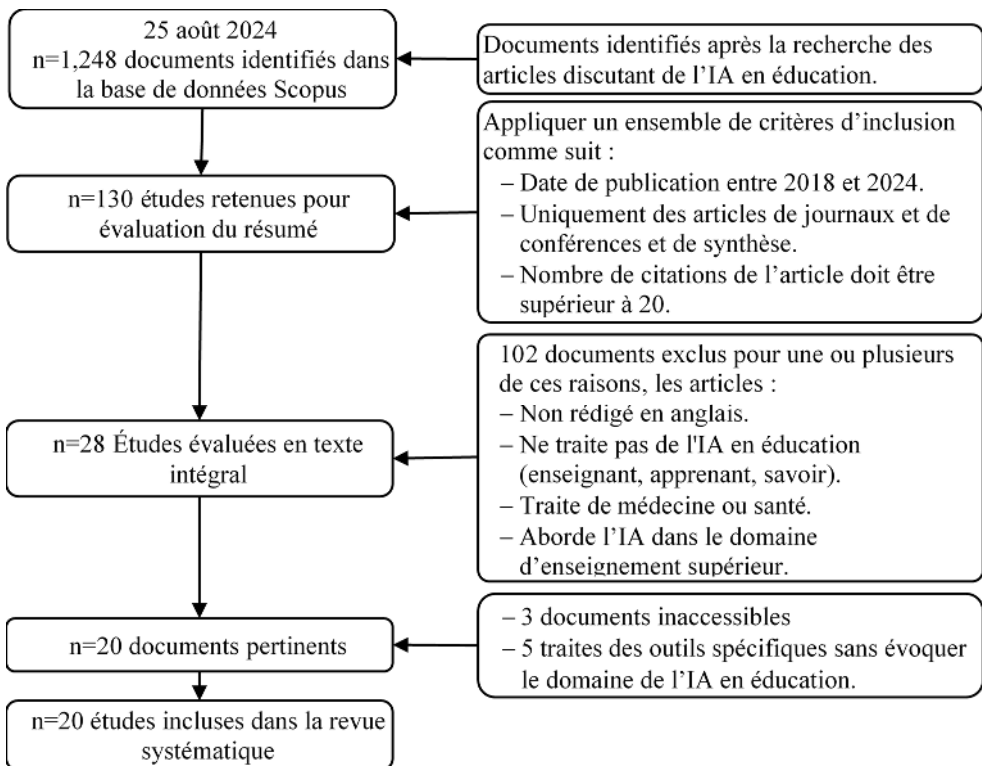 25 août 2024
n=1,248 documents identifiés dans
la base de données Scopus
Documents identifiés après la recherche des
articles discutant de l'IA en éducation.
Appliquer un ensemble de critères d'inclusion
comme suit :
– Date de publication entre 2018 et 2024.
– Uniquement des articles de journaux et de
conférences et de synthèse.
– Nombre de citations de l'article doit être
supérieur à 20.
n=130 études retenues pour
évaluation du résumé
102 documents exclus pour une ou plusieurs
de ces raisons, les articles :
– Non rédigé en anglais.
– Ne traite pas de l'IA en éducation
(enseignant, apprenant, savoir).
– Traite de médecine ou santé.
– Aborde l'IA dans le domaine
d'enseignement supérieur.
n=28 Études évaluées en texte
intégral
n=20 documents pertinents
– 3 documents inaccessibles
– 5 traites des outils spécifiques sans évoquer
le domaine de l'IA en éducation.
n=20 études incluses dans la revue
systématique